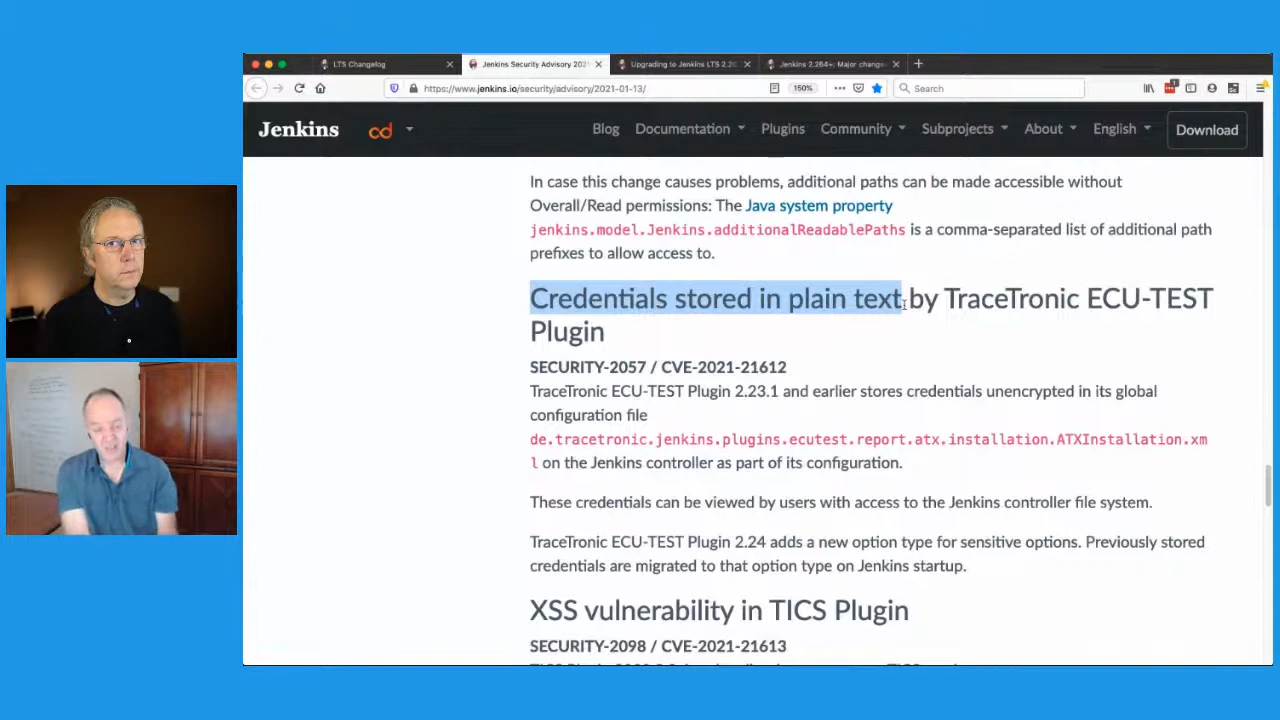 LTS Changelog
Jenkins Security Advisory 202
Upgrading to Jenkins LTS 2.26
Jenkins 2.264+: Major change
https://www.jenkins.io/security/advisory/2021-01-13/
150%
Search
Jenkins
cd
Blog
Documentation
Plugins
Community
Subprojects
About
English
Download
In case this change causes problems, additional paths can be made accessible without
Overall/Read permissions: The Java system property
jenkins.model.Jenkins.additionalReadablePaths is a comma-separated list of additional path
prefixes to allow access to.
Credentials stored in plain text by TraceTronic ECU-TEST
Plugin
SECURITY-2057 / CVE-2021-21612
TraceTronic ECU-TEST Plugin 2.23.1 and earlier stores credentials unencrypted in its global
configuration file
de.tracetronic.jenkins.plugins.ecutest.report.atx.installation.ATXInstallation.xm
l on the Jenkins controller as part of its configuration.
These credentials can be viewed by users with access to the Jenkins controller file system.
TraceTronic ECU-TEST Plugin 2.24 adds a new option type for sensitive options. Previously stored
credentials are migrated to that option type on Jenkins startup.
XSS vulnerability in TICS Plugin
SECURITY-2098 / CVE-2021-21613